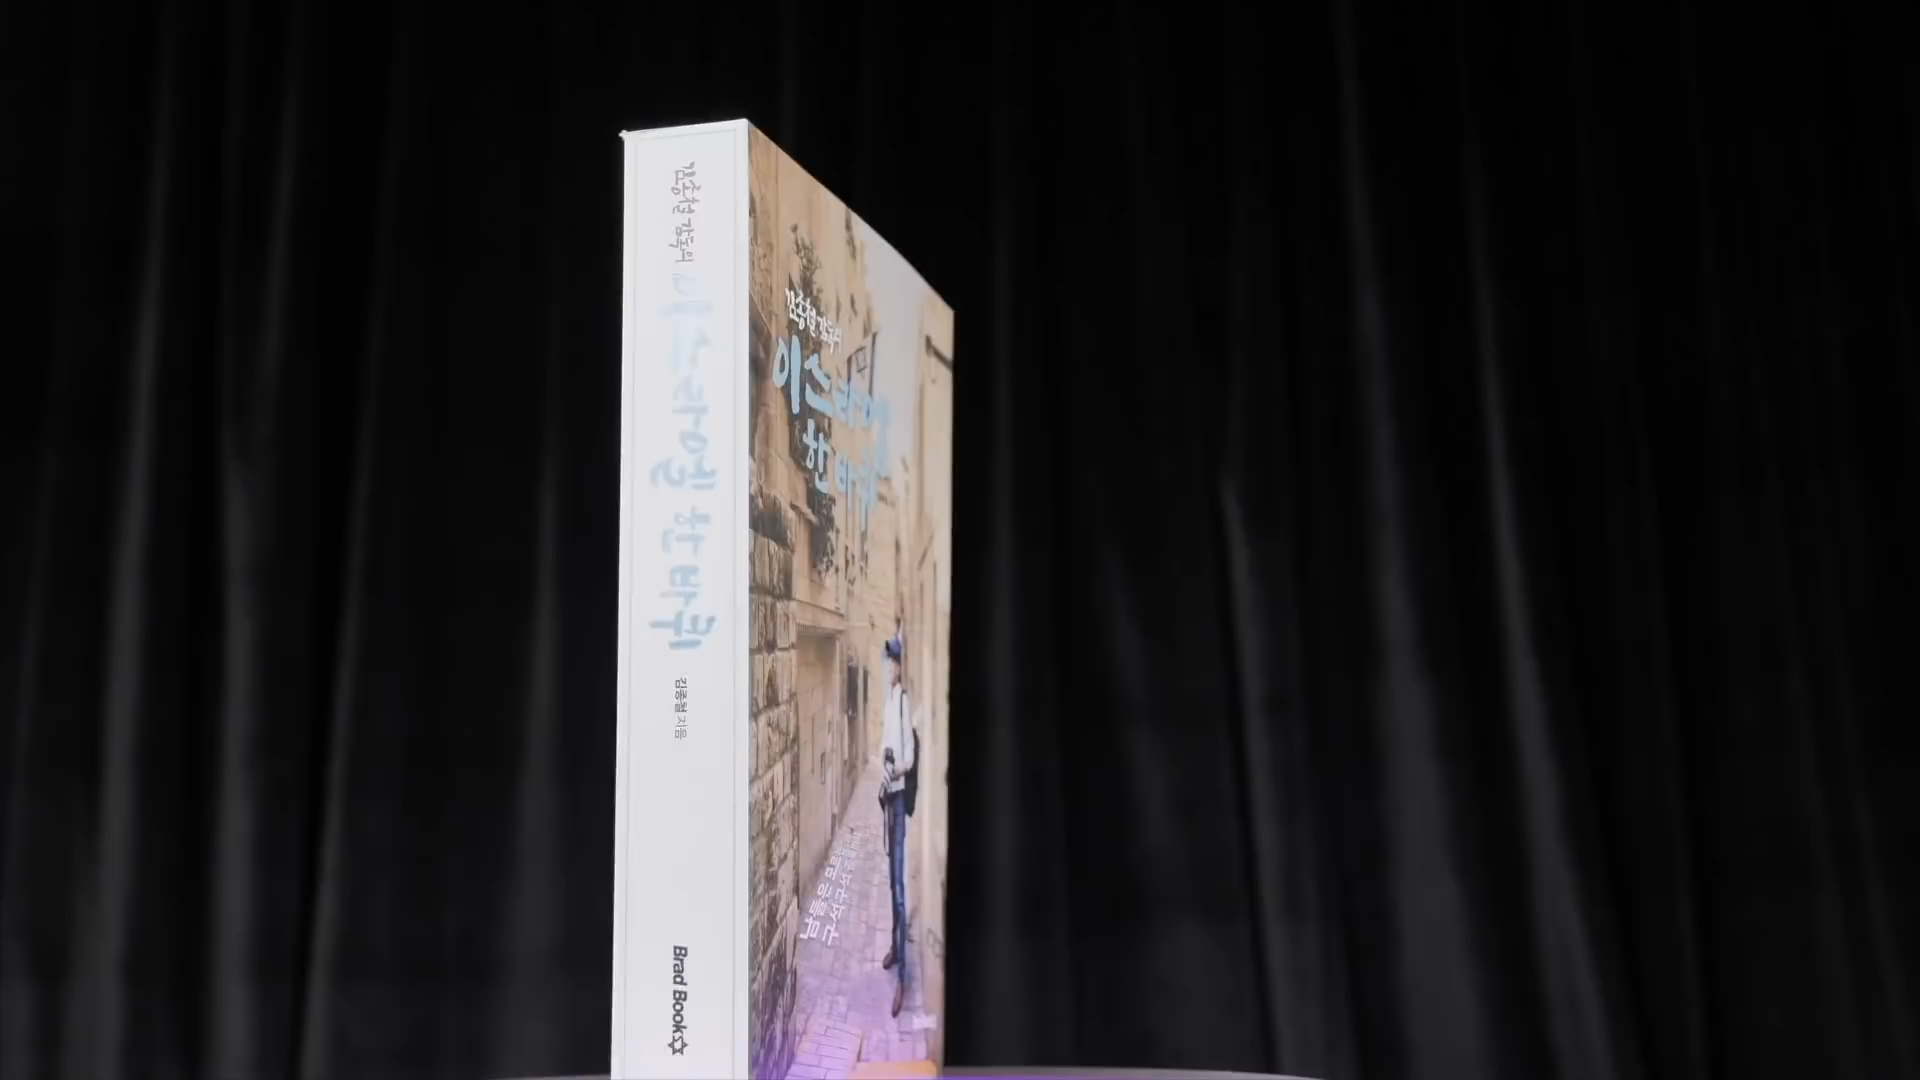 김종철 감독의
이스라엘 한 바퀴
김종철 지음
Brad Books
김종철 감독의
이스라엘
한 바퀴